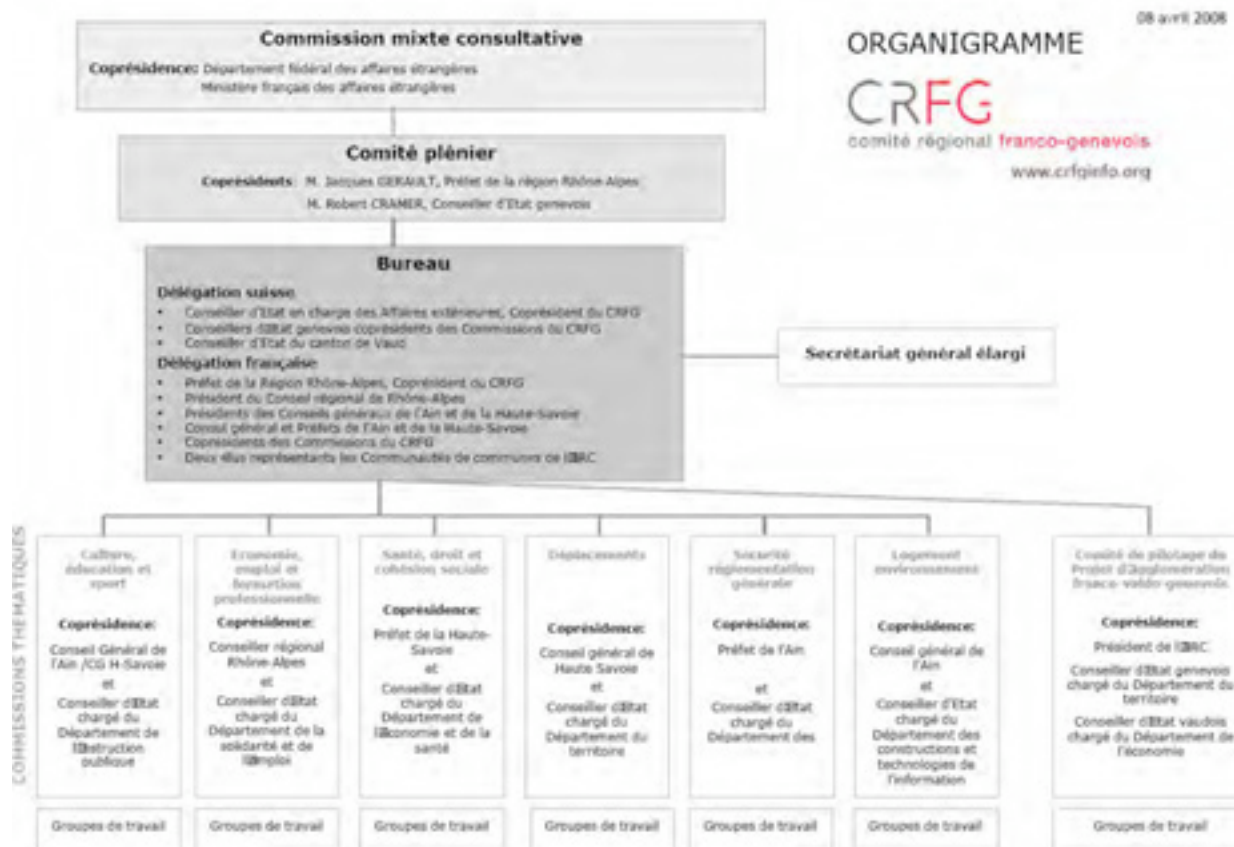 08 avril 2008
ORGANIGRAMME
CRFG
comité régional franco-genevois
www.crfginfo.org
Commission mixte consultative
Coprésidence: Département fédéral des affaires étrangères
Ministère français des affaires étrangères
Comité plénier
Coprésidents: M. Jacques GERAULT, Préfet de la région Rhône-Alpes
M. Robert CRAMER, Conseiller d'Etat genevois
Bureau
Délégation suisse
• Conseiller d'Etat en charge des Affaires extérieures, Coprésident du CRFG
• Conseillers d'Etat genevois coprésidents des Commissions du CRFG
• Conseiller d'Etat du canton de Vaud
Délégation française
• Préfet de la Région Rhône-Alpes, Coprésident du CRFG
• Président du Conseil régional de Rhône-Alpes
• Présidents des Conseils généraux de l'Ain et de la Haute-Savoie
• Consul général et Préfets de l'Ain et de la Haute-Savoie
• Coprésidents des Commissions du CRFG
• Deux élus représentants les Communautés de communes de l'ARC
Secrétariat général élargi
COMMISSIONS THEMATIQUES
Culture,
éducation et
sport
Coprésidence:
Conseil Général de
l'Ain /CG H-Savoie
et
Conseiller d'Etat
chargé du
Département de
l'instruction
publique
Groupes de travail
Economie,
emploi et
formation
professionnelle
Coprésidence:
Conseiller régional
Rhône-Alpes
et
Conseiller d'Etat
chargé du
Département de la
solidarité et de
l'emploi
Groupes de travail
Santé, droit et
cohésion sociale
Coprésidence:
Préfet de la Haute-
Savoie
et
Conseiller d'Etat
chargé du
Département de
l'économie et de la
santé
Groupes de travail
Déplacements
Coprésidence:
Conseil général de
Haute Savoie
et
Conseiller d'Etat
chargé du
Département du
territoire
Groupes de travail
Sécurité
réglementation
générale
Coprésidence:
Préfet de l'Ain
et
Conseiller d'Etat
chargé du
Département des
Groupes de travail
Logement
environnement
Coprésidence:
Conseil général de
l'Ain
et
Conseiller d'Etat
chargé du
Département des
constructions et
technologies de
l'information
Groupes de travail
Comité de pilotage du
Projet d'agglomération
franco-valdo-genevois
Coprésidence:
Président de l'ARC
Conseiller d'Etat genevois
chargé du Département du
territoire
Conseiller d'Etat vaudois
chargé du Département de
l'économie
Groupes de travail